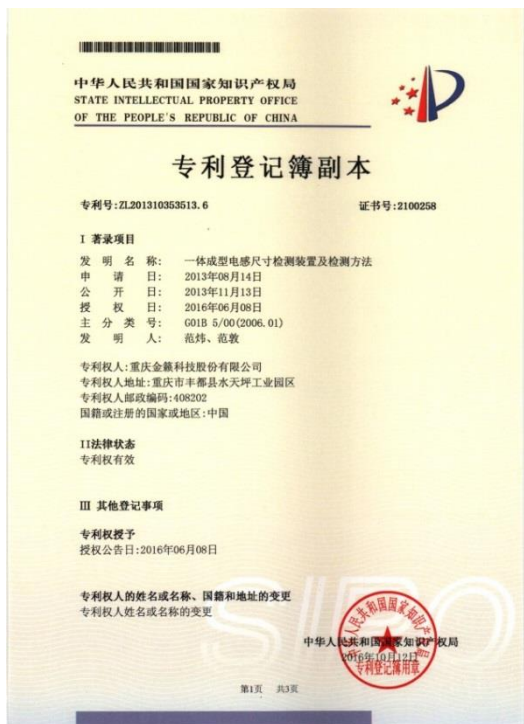 中华人民共和国国家知识产权局
STATE INTELLECTUAL PROPERTY OFFICE
OF THE PEOPLE'S REPUBLIC OF CHINA
专利登记簿副本
专利号:ZL201310353513.6 证书号:2100258
I 著录项目
发明名称: 一体成型电感尺寸检测装置及检测方法
申请日: 2013年08月14日
公开日: 2013年11月13日
授权日: 2016年06月08日
主分类号: G01B 5/00(2006.01)
发明人: 范炜、范敦
专利权人:重庆金籁科技股份有限公司
专利权人地址:重庆市丰都县水天坪工业园区
专利权人邮政编码:408202
国籍或注册的国家或地区:中国
II法律状态
专利权有效
III 其他登记事项
专利权授予
授权公告日:2016年06月08日
专利权人的姓名或名称、国籍和地址的变更
专利权人姓名或名称的变更
SIPO
中华人民共和国国家知识产权局
2016年10月12日
专利登记簿用章
第1页 共3页